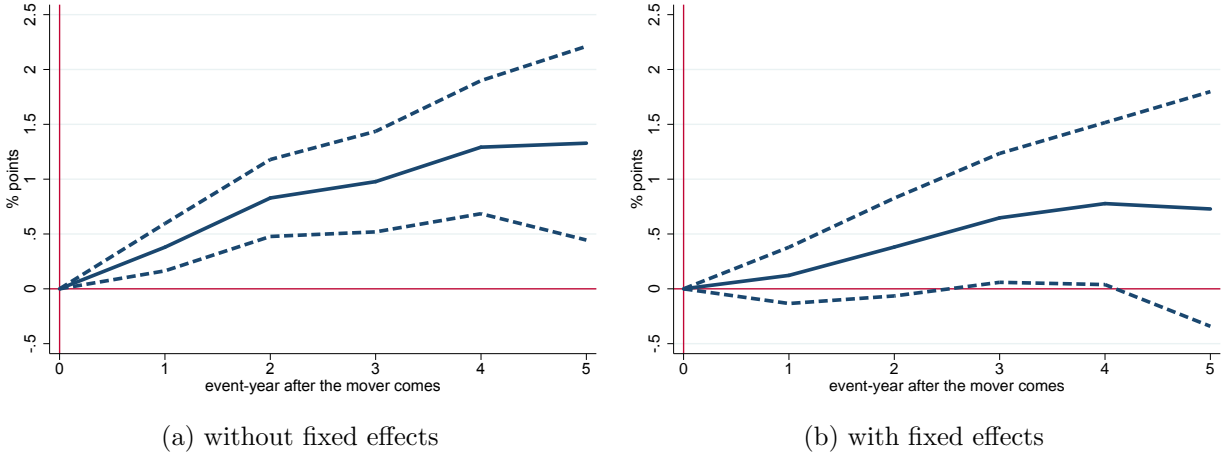 2.5
2
1.5
1
.5
0
-.5
% points
0 1 2 3 4 5
event-year after the mover comes
(a) without fixed effects
2.5
2
1.5
1
.5
0
-.5
% points
0 1 2 3 4 5
event-year after the mover comes
(b) with fixed effects